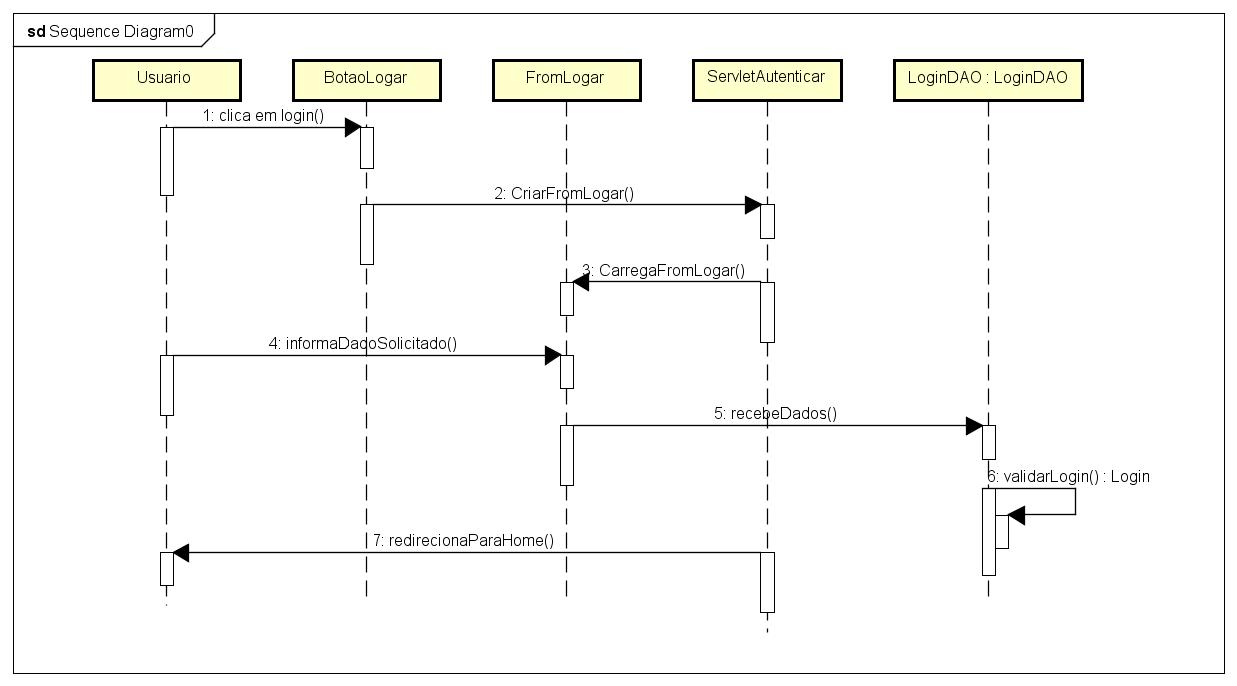 sd Sequence Diagram0
Usuario
BotaoLogar
FromLogar
ServletAutenticar
LoginDAO : LoginDAO
1: clica em login()
2: CriarFromLogar()
3: CarregaFromLogar()
4: informaDadoSolicitado()
5: recebeDados()
6: validarLogin() : Login
7: redirecionaParaHome()